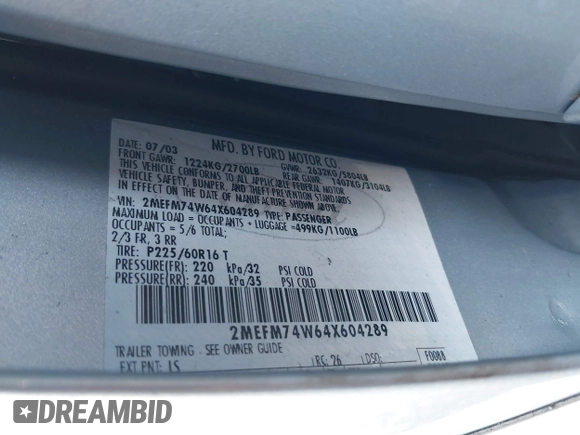 DATE: 07/03 MFD. BY FORD MOTOR CO.
FRONT GAWR: 1224KG/2700LB GVWR: 2632KG/5804LB
REAR GAWR: 1407KG/3104LB
THIS VEHICLE CONFORMS TO ALL APPLICABLE FEDERAL MOTOR
VEHICLE SAFETY, BUMPER, AND THEFT PREVENTION STANDARDS
IN EFFECT ON THE DATE OF MANUFACTURE SHOWN ABOVE.
VIN: 2MEFM74W64X604289 TYPE: PASSENGER
MAXIMUM LOAD = OCCUPANTS + LUGGAGE =499KG/1100LB
OCCUPANTS = 5/6 TOTAL;
2/3 FR, 3 RR
TIRE: P225/60R16 T
PRESSURE(FR) 220 kPa/32 PSI COLD
PRESSURE(RR) 240 kPa/35 PSI COLD
2MEFM74W64X604289
TRAILER TOWING - SEE OWNER GUIDE
EXT PNT: RC: 26 DSO: F0088
DREAMBID